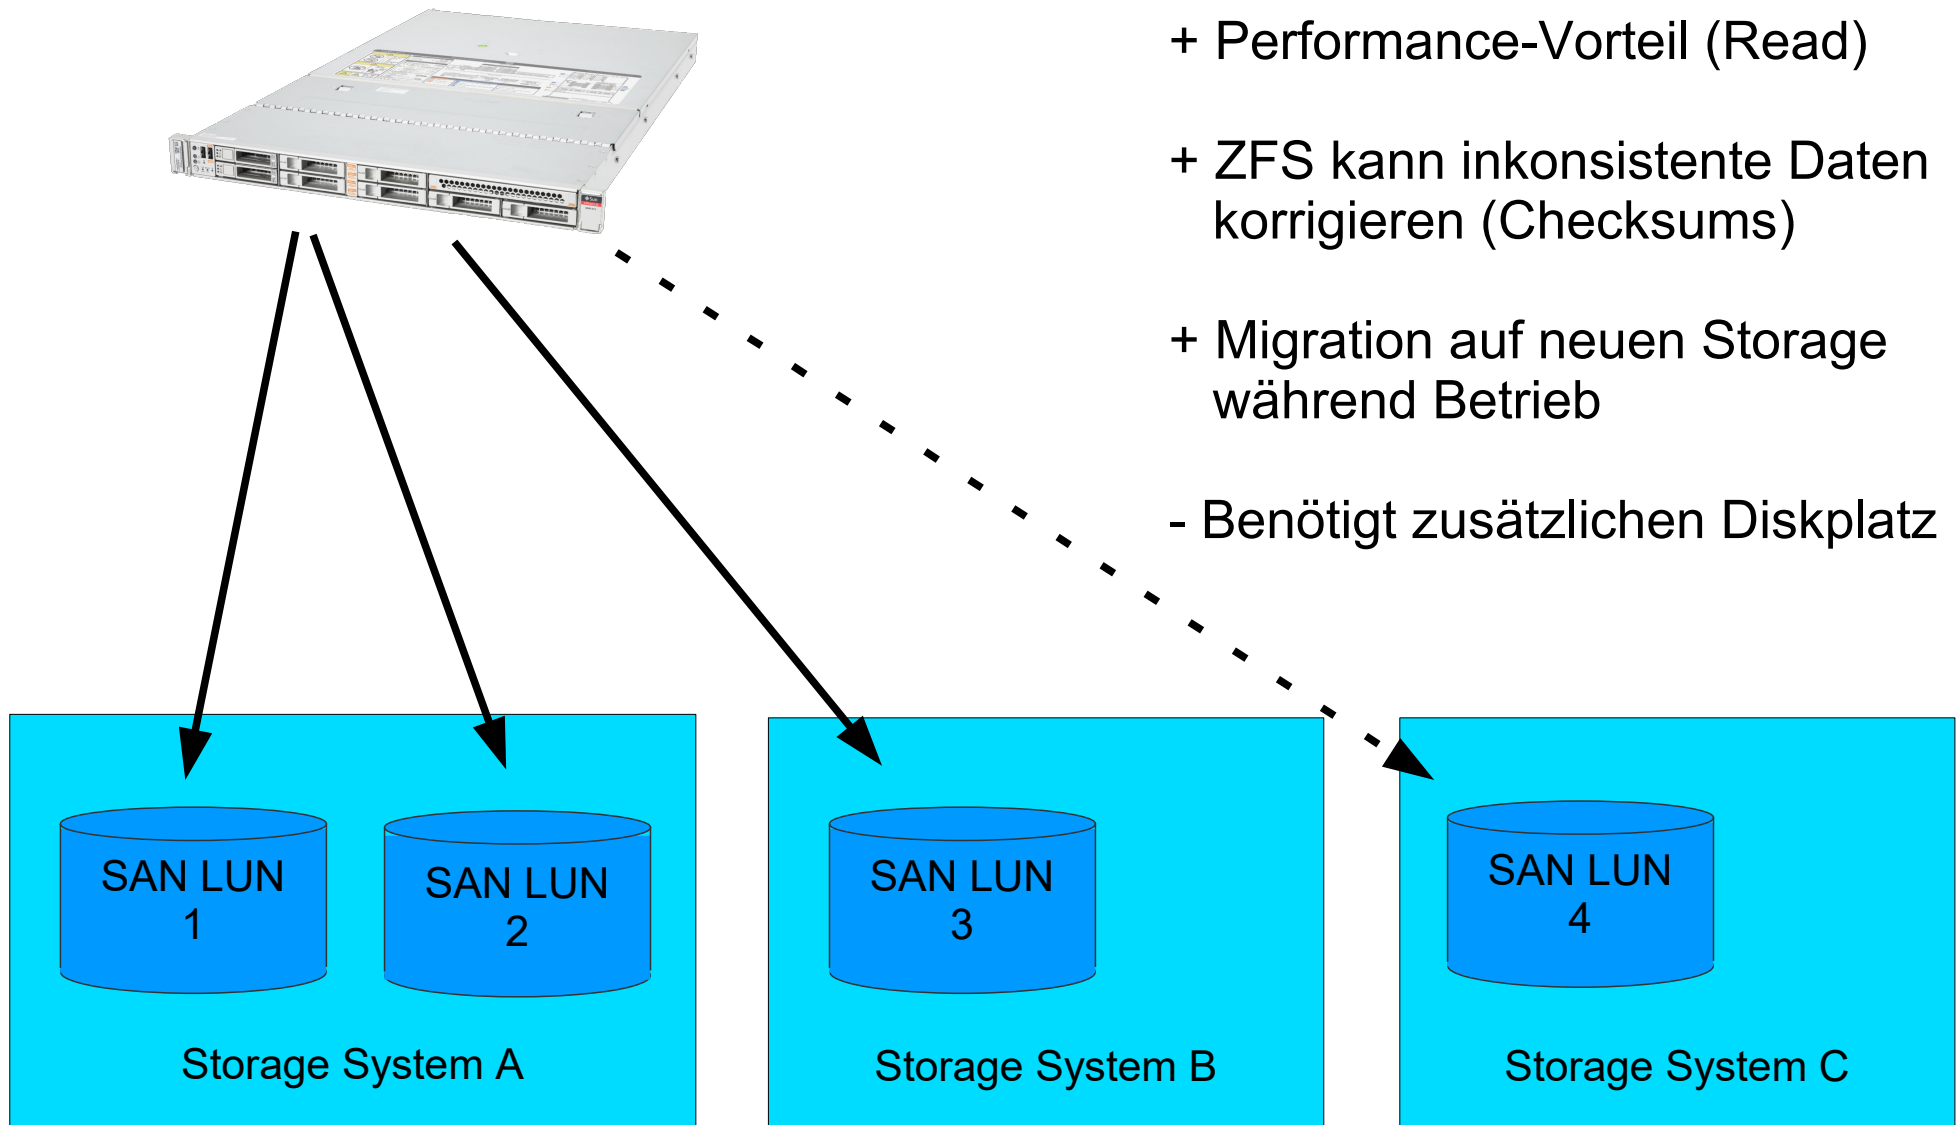 + Performance-Vorteil (Read)
+ ZFS kann inkonsistente Daten
korrigieren (Checksums)
+ Migration auf neuen Storage
während Betrieb
- Benötigt zusätzlichen Diskplatz
SAN LUN
1
SAN LUN
2
SAN LUN
3
SAN LUN
4
Storage System A
Storage System B
Storage System C